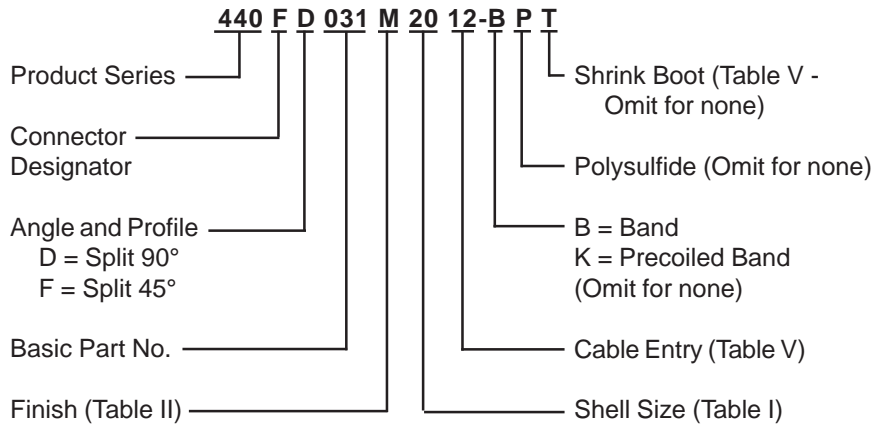 440 F D 031 M 20 12-B P T
Product Series
Connector
Designator
Angle and Profile
D = Split 90°
F = Split 45°
Basic Part No.
Finish (Table II)
Shrink Boot (Table V -
Omit for none)
Polysulfide (Omit for none)
B = Band
K = Precoiled Band
(Omit for none)
Cable Entry (Table V)
Shell Size (Table I)